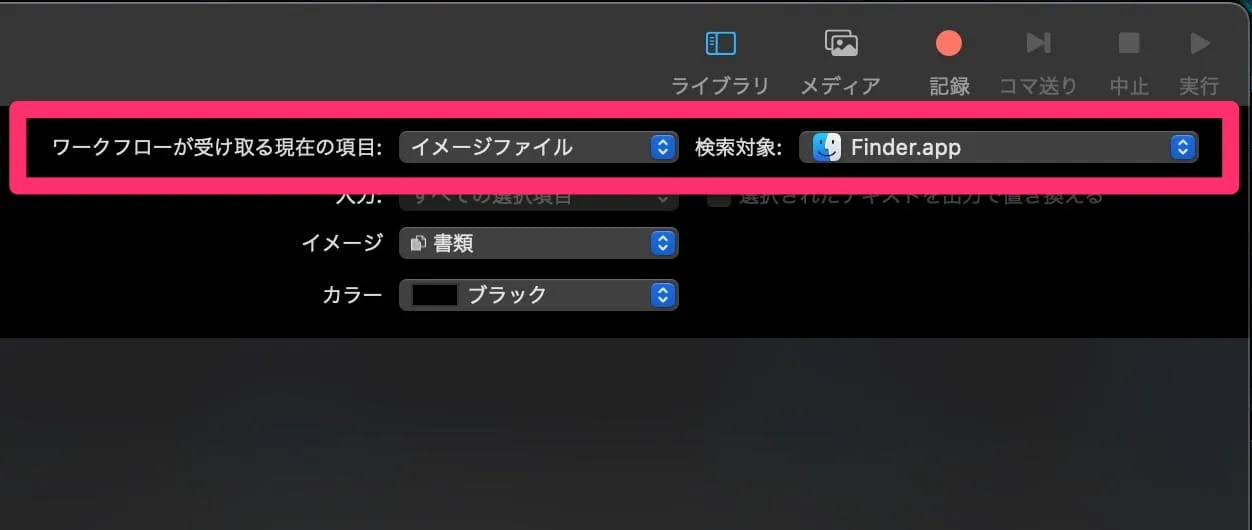 ライブラリ メディア 記録 コマ送り 中止 実行
ワークフローが受け取る現在の項目: イメージファイル 検索対象: Finder.app
入力: すべての選択項目 選択されたテキストを出力で置き換える
イメージ 書類
カラー ブラック